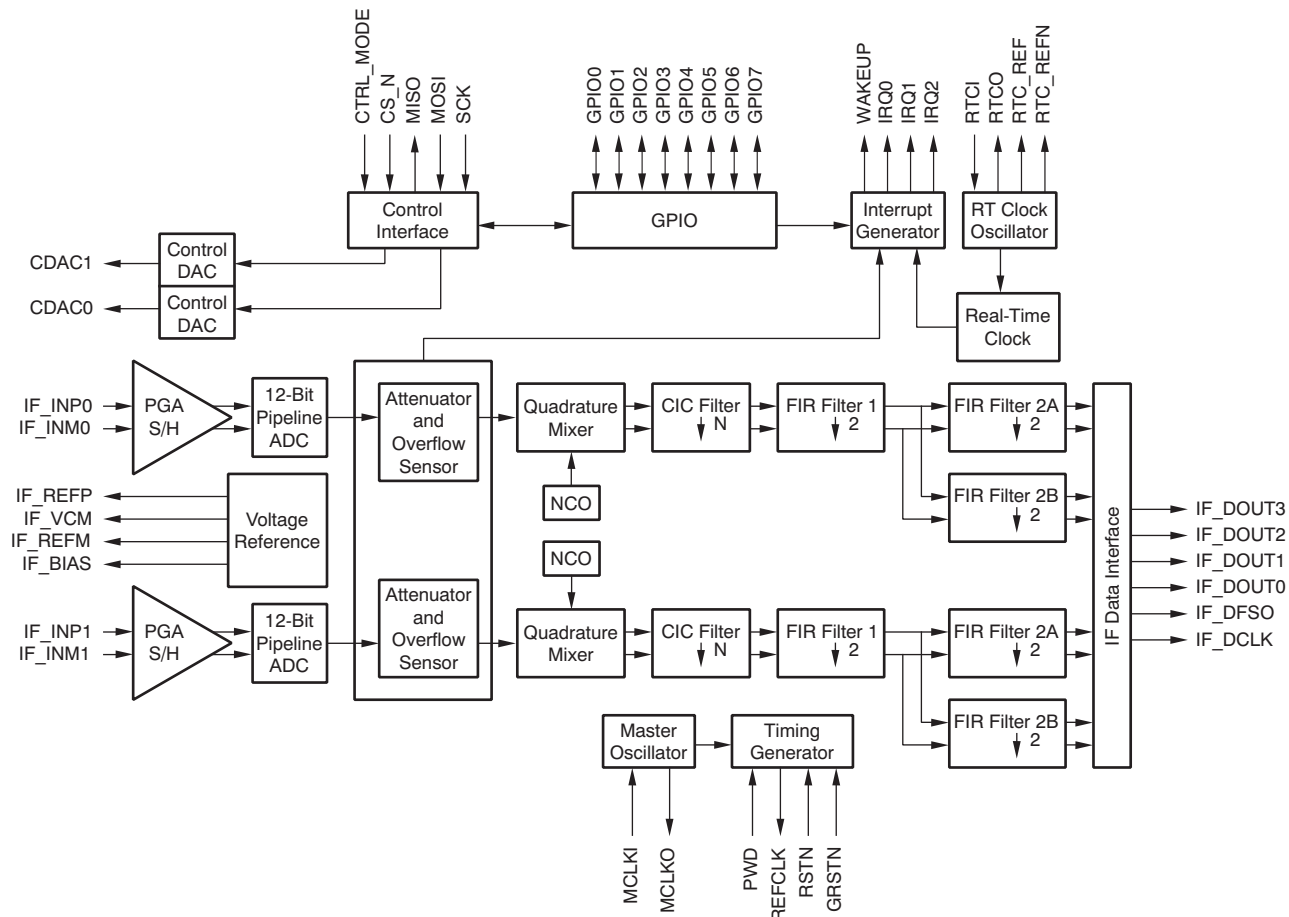 CTRL_MODE
CS_N
MISO
MOSI
SCK
GPIO0
GPIO1
GPIO2
GPIO3
GPIO4
GPIO5
GPIO6
GPIO7
WAKEUP
IRQ0
IRQ1
IRQ2
RTCI
RTCO
RTC_REF
RTC_REFN
Control
Interface
GPIO
Interrupt
Generator
RT Clock
Oscillator
CDAC1
Control
DAC
CDAC0
Control
DAC
Real-Time
Clock
IF_INP0
IF_INM0
PGA
S/H
12-Bit
Pipeline
ADC
Attenuator
and
Overflow
Sensor
Quadrature
Mixer
CIC Filter
N
FIR Filter 1
2
FIR Filter 2A
2
NCO
FIR Filter 2B
2
IF_REFP
IF_VCM
IF_REFM
IF_BIAS
Voltage
Reference
NCO
IF Data Interface
IF_DOUT3
IF_DOUT2
IF_DOUT1
IF_DOUT0
IF_DFSO
IF_DCLK
IF_INP1
IF_INM1
PGA
S/H
12-Bit
Pipeline
ADC
Attenuator
and
Overflow
Sensor
Quadrature
Mixer
CIC Filter
N
FIR Filter 1
2
FIR Filter 2A
2
FIR Filter 2B
2
Master
Oscillator
Timing
Generator
MCLKI
MCLKO
PWD
REFCLK
RSTN
GRSTN